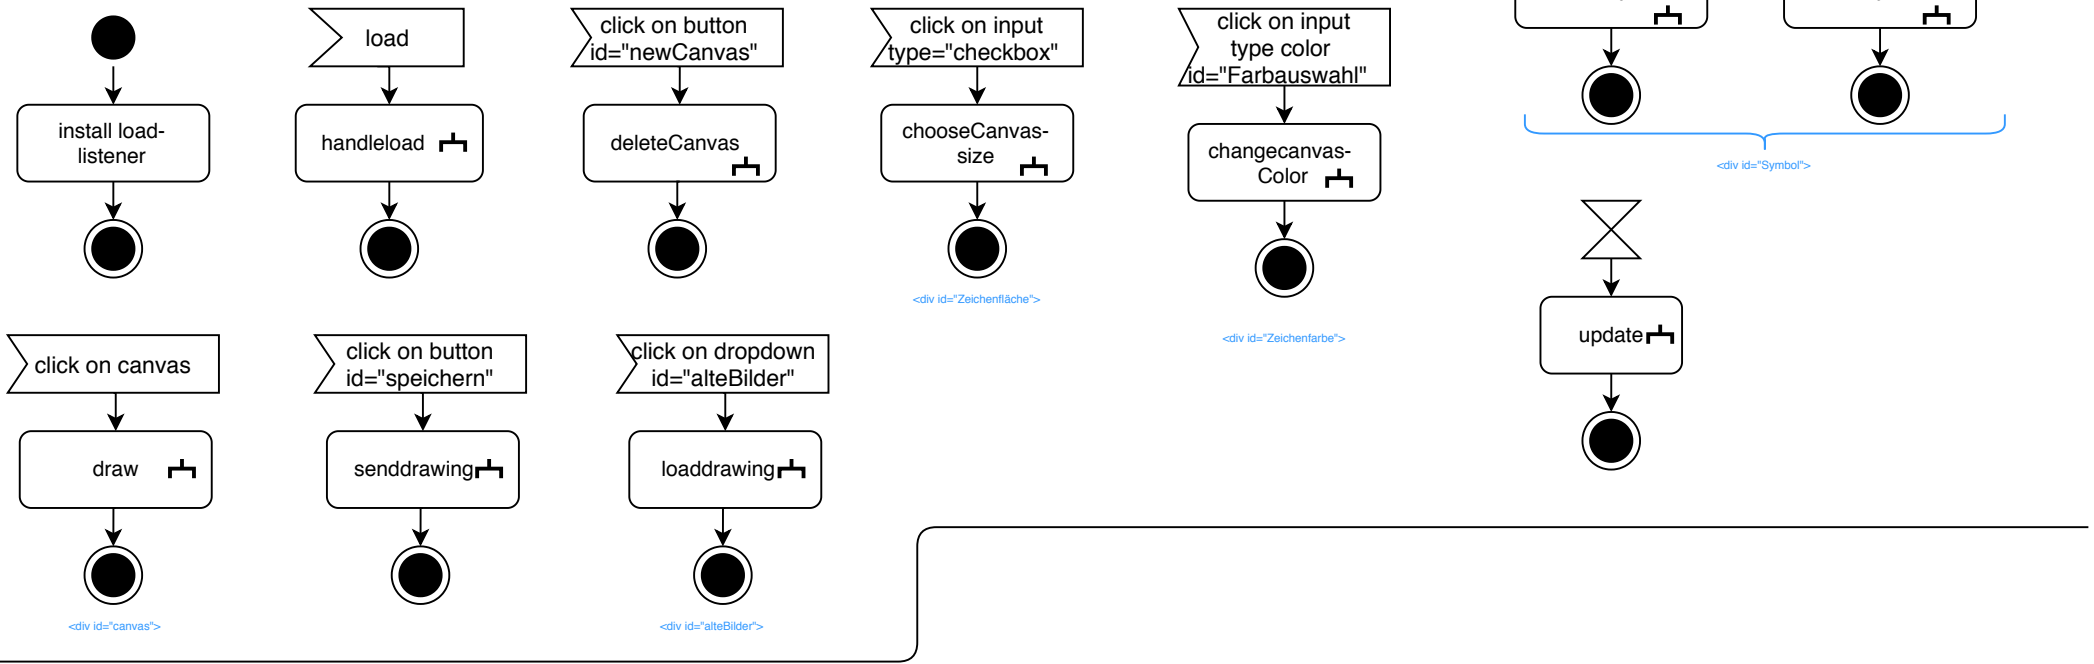 load
click on button
id="newCanvas"
click on input
type="checkbox"
click on input
type color
id="Farbauswahl"
install load-
listener
handleload
deleteCanvas
chooseCanvas-
size
changecanvas-
Color
<div id="Symbol">
<div id="Zeichenfläche">
<div id="Zeichenfarbe">
update
click on canvas
click on button
id="speichern"
click on dropdown
id="alteBilder"
draw
senddrawing
loaddrawing
<div id="canvas">
<div id="alteBilder">